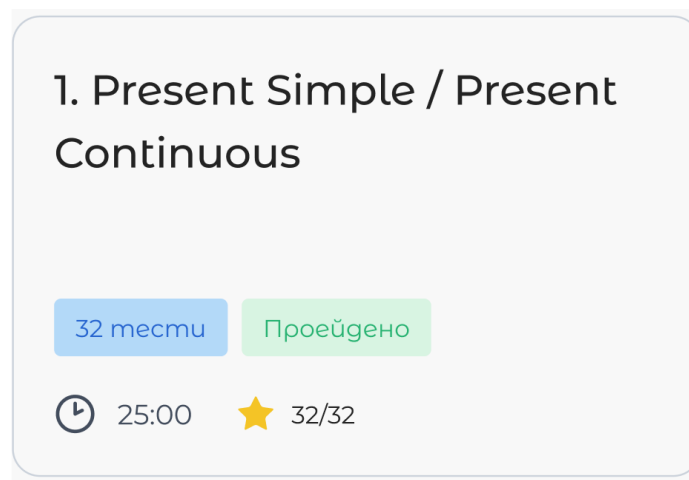 1. Present Simple / Present
Continuous
32 тести
Проейдено
25:00
32/32